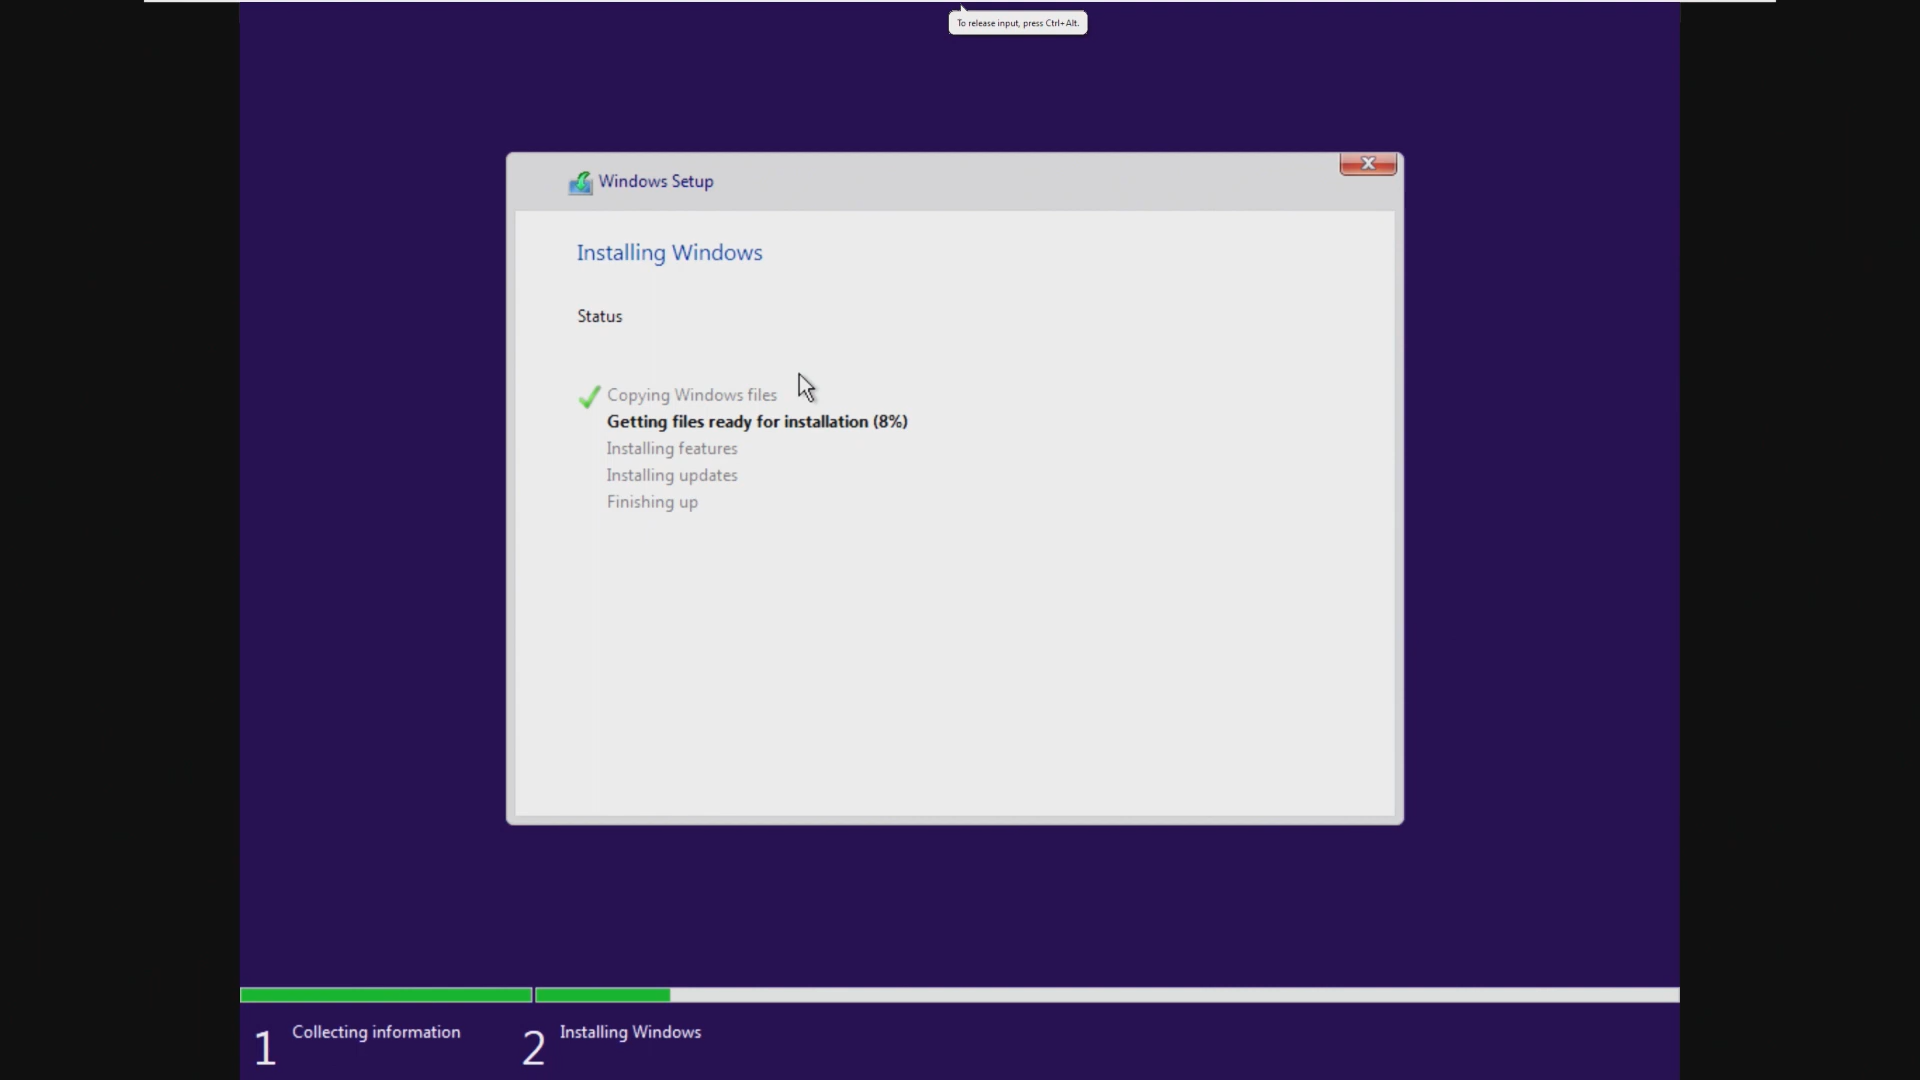 To release input, press Ctrl+Alt.
Windows Setup
Installing Windows
Status
Copying Windows files
Getting files ready for installation (8%)
Installing features
Installing updates
Finishing up
1 Collecting information
2 Installing Windows